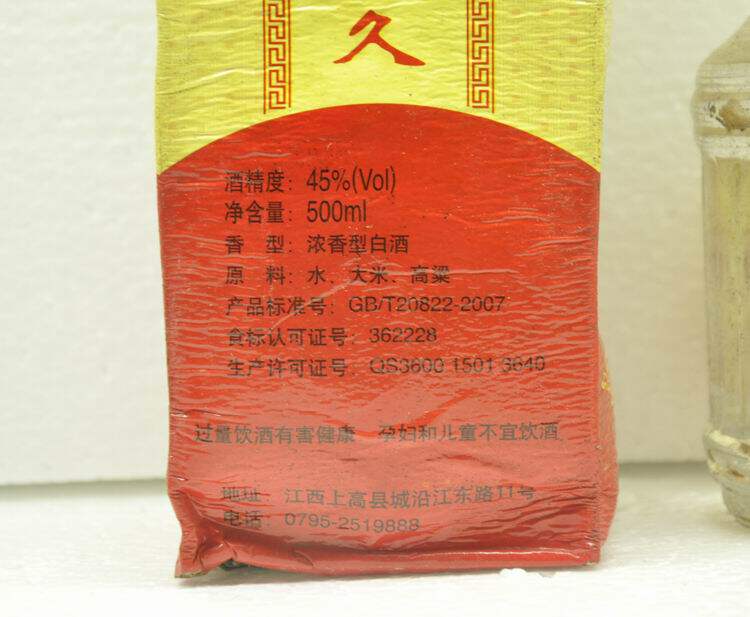 久
酒精度：45%(Vol)
净含量：500ml
香 型：浓香型白酒
原 料：水、大米、高粱
产品标准号：GB/T20822-2007
食标认可证号：362228
生产许可证号：QS3600 1501 3640
过量饮酒有害健康 孕妇和儿童不宜饮酒
地址：江西上高县城沿江东路11号
电话：0795-2519888